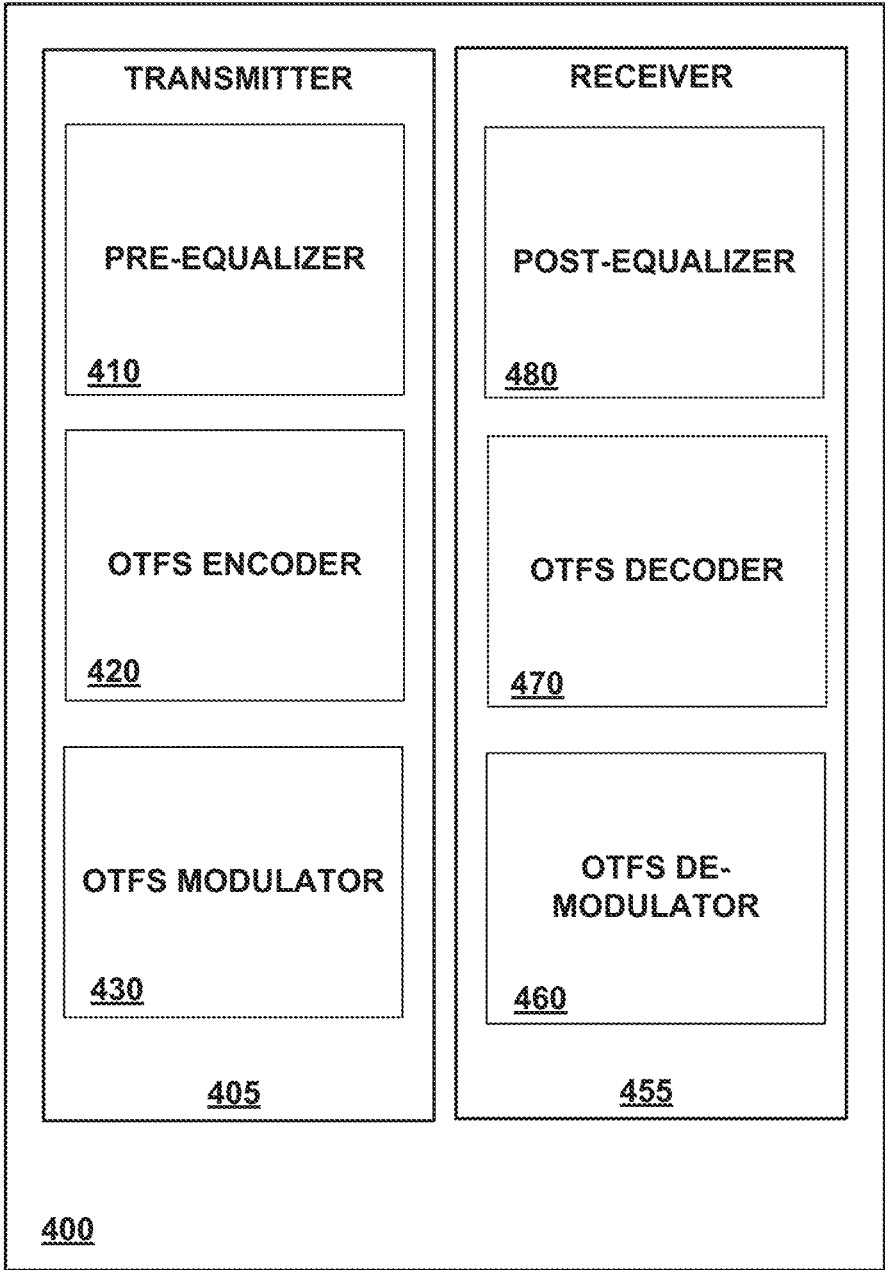 TRANSMITTER
PRE-EQUALIZER
410
OTFS ENCODER
420
OTFS MODULATOR
430
405
RECEIVER
POST-EQUALIZER
480
OTFS DECODER
470
OTFS DE-
MODULATOR
460
455
400